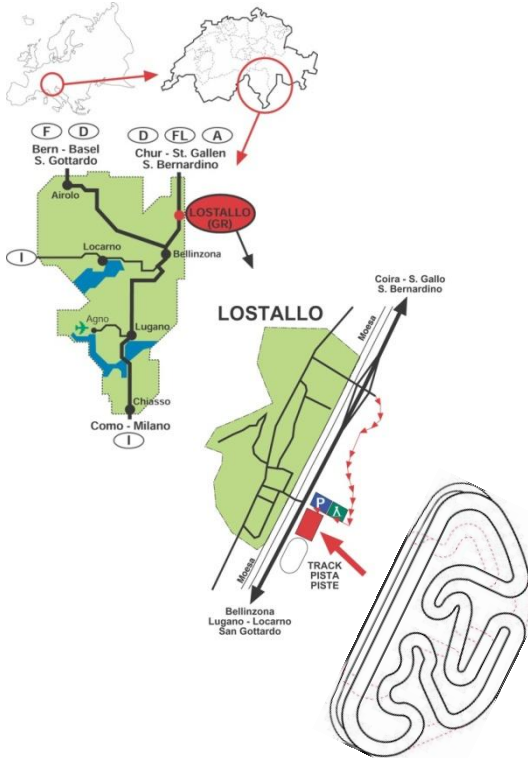 F D
D FL A
Bern - Basel
S. Gottardo
Chur - St. Gallen
S. Bernardino
Airolo
LOSTALLO
(GR)
Locarno
I
Bellinzona
Agno
Lugano
Chiasso
Como - Milano
I
Coira - S. Gallo
S. Bernardino
LOSTALLO
Moesa
P
TRACK
PISTA
PISTE
Moesa
Bellinzona
Lugano - Locarno
San Gottardo